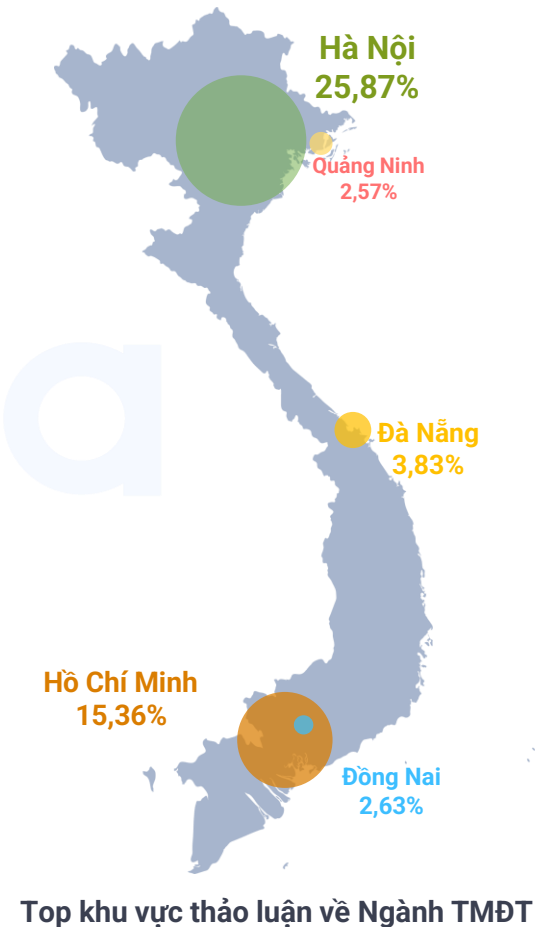 Hà Nội
25,87%
Quảng Ninh
2,57%
Đà Nẵng
3,83%
Hồ Chí Minh
15,36%
Đồng Nai
2,63%
Top khu vực thảo luận về Ngành TMĐT